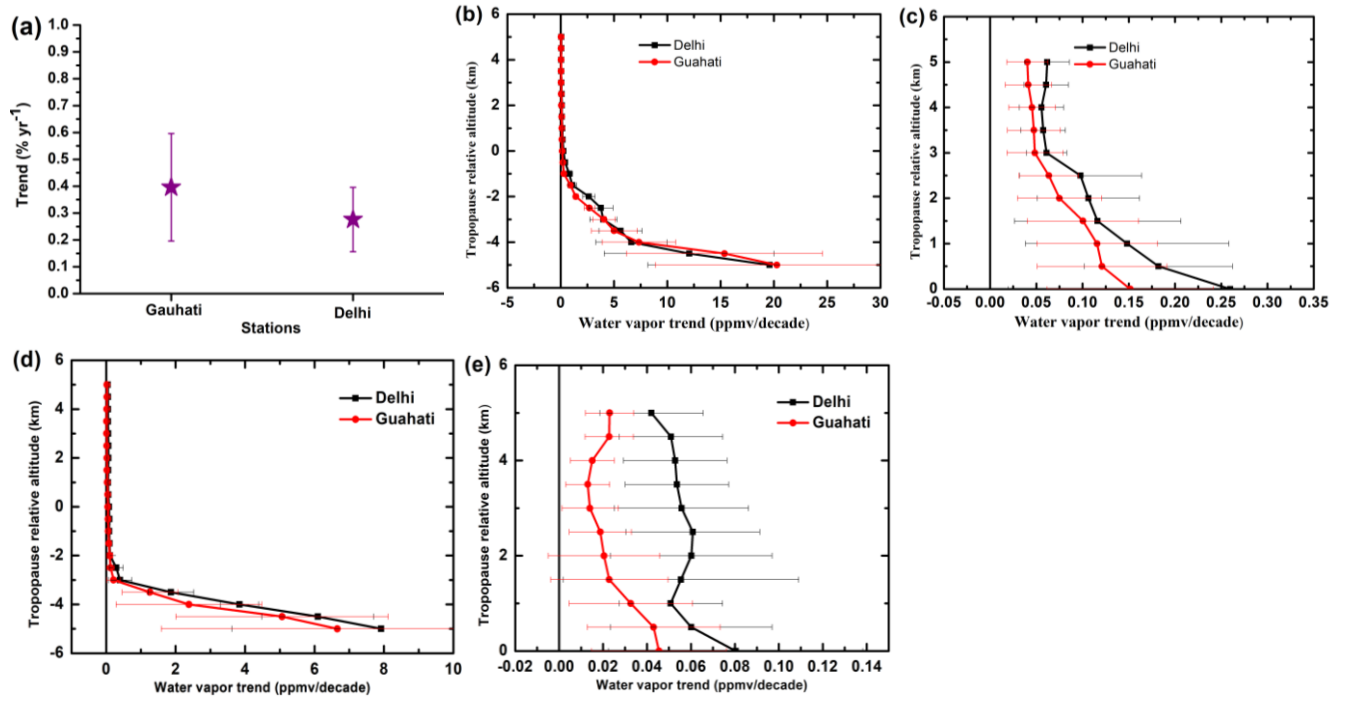 (a)
1.0
0.9
0.8
0.7
0.6
0.5
0.4
0.3
0.2
0.1
0.0
Trend (% yr-1)
Gauhati
Delhi
Stations
(b)
6
4
2
0
-2
-4
-6
Tropopause relative altitude (km)
Delhi
Guahati
-5
0
5
10
15
20
25
30
Water vapor trend (ppmv/decade)
(c)
6
5
4
3
2
1
0
Tropopause relative altitude (km)
Delhi
Guahati
-0.05
0.00
0.05
0.10
0.15
0.20
0.25
0.30
0.35
Water vapor trend (ppmv/decade)
(d)
6
4
2
0
-2
-4
-6
Tropopause relative altitude (km)
Delhi
Guahati
0
2
4
6
8
10
Water vapor trend (ppmv/decade)
(e)
6
4
2
0
Tropopause relative altitude (km)
Delhi
Guahati
-0.02
0.00
0.02
0.04
0.06
0.08
0.10
0.12
0.14
Water vapor trend (ppmv/decade)